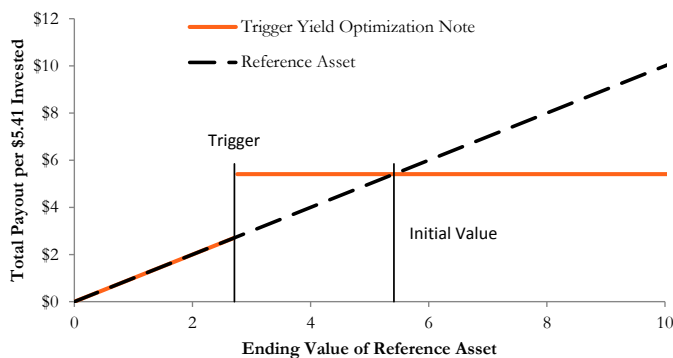 $12
Trigger Yield Optimization Note
Reference Asset
$10
$8
Trigger
$6
$4
Initial Value
$2
$0
0 2 4 6 8 10
Total Payout per $5.41 Invested
Ending Value of Reference Asset